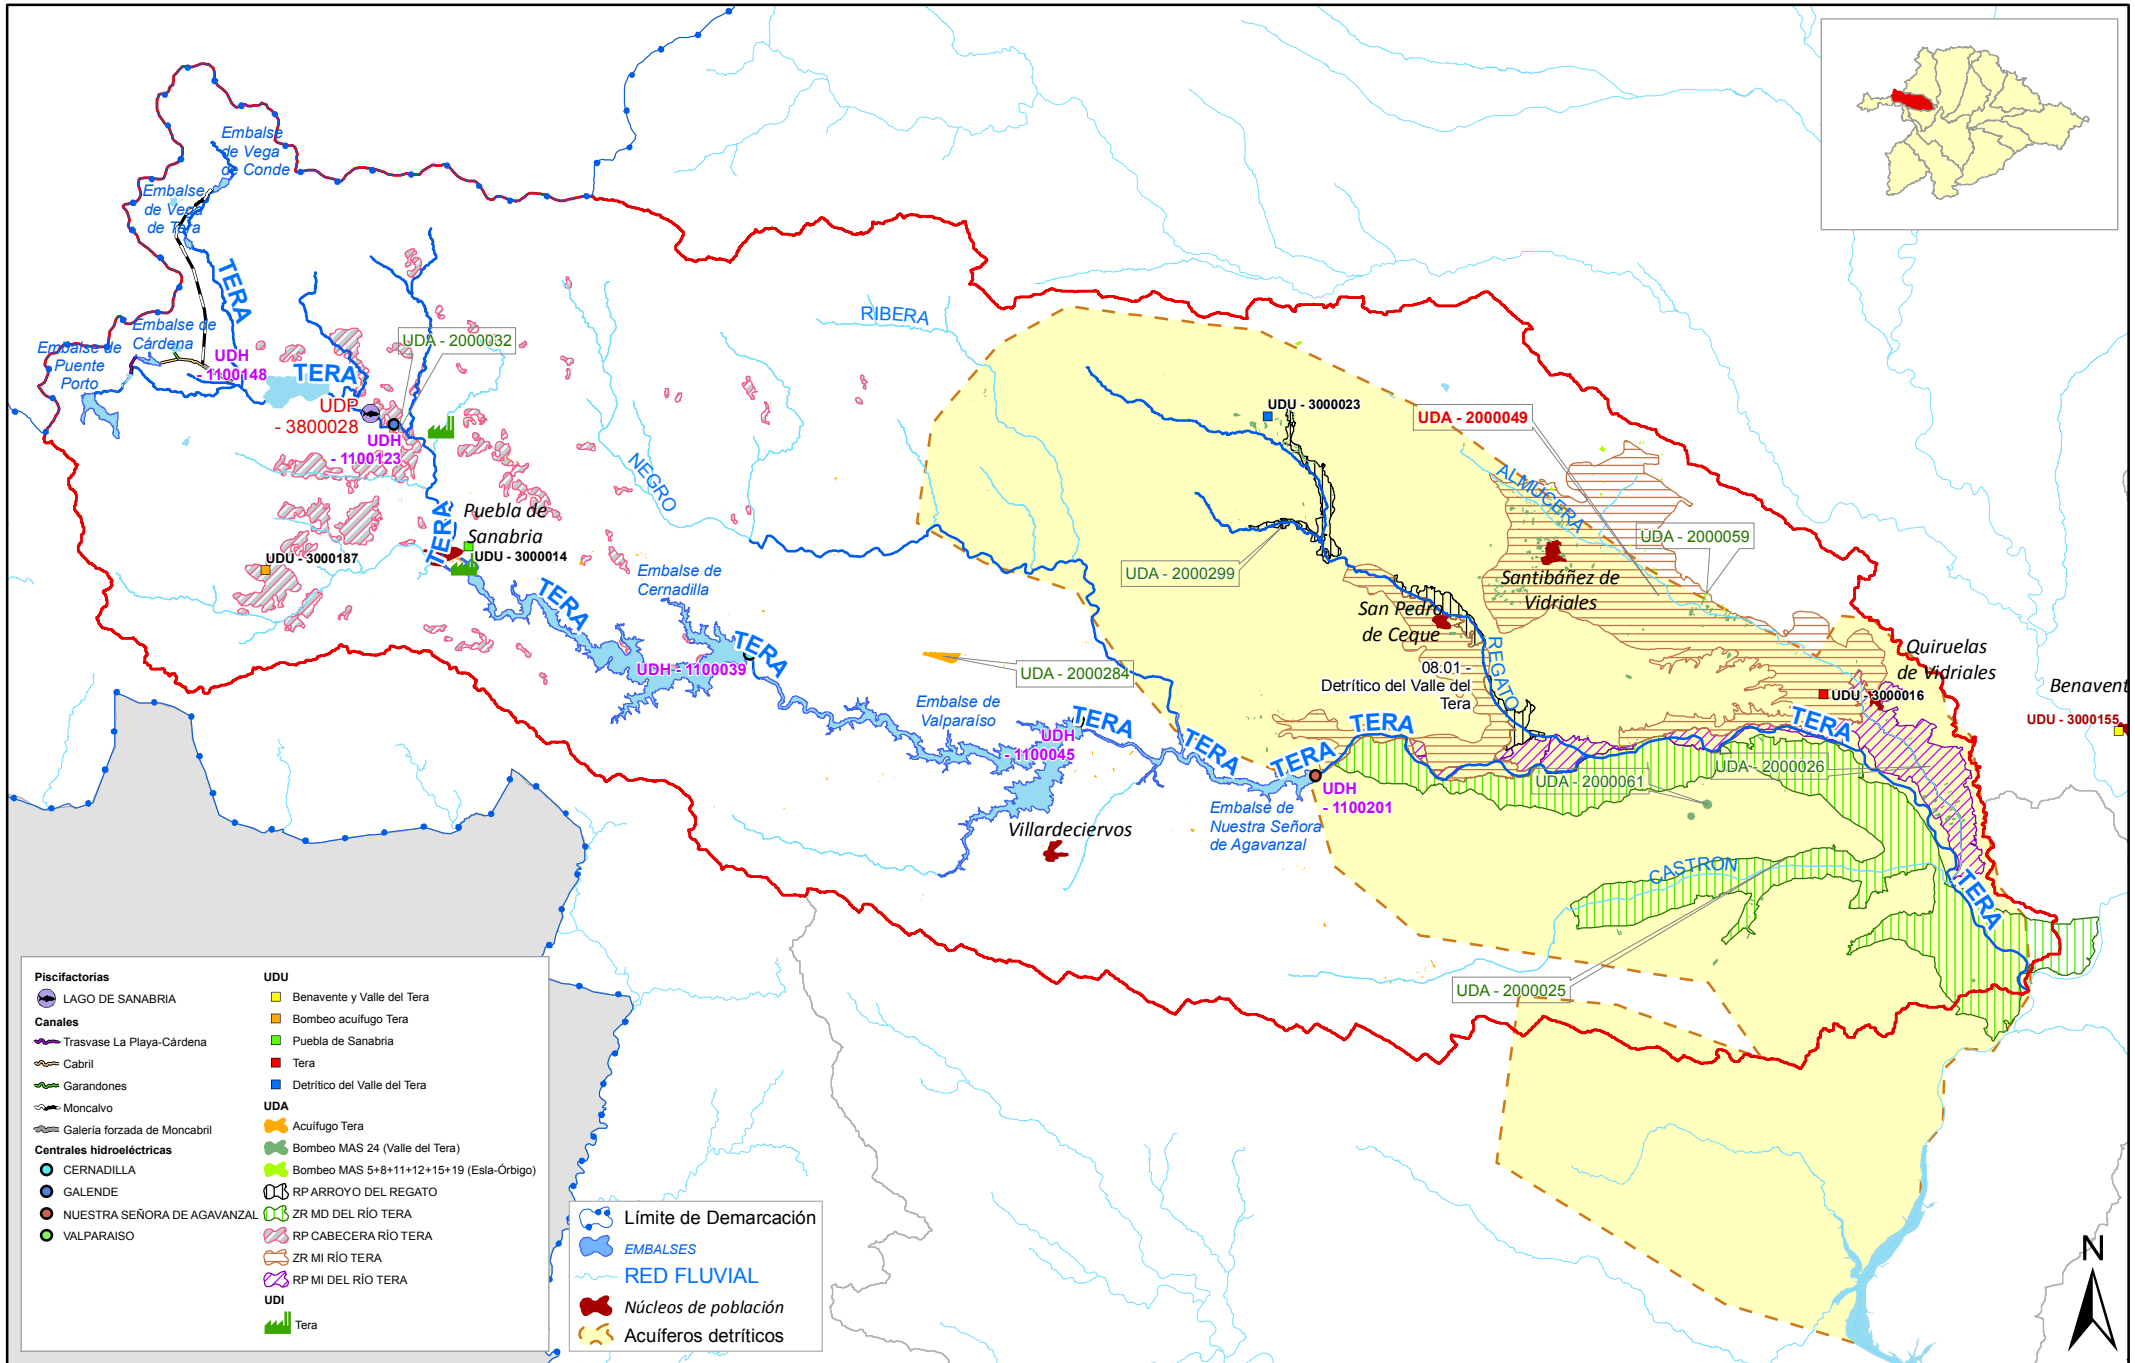 Embalse
de Vega
de Conde
Embalse
de Vega
de Tera
TERA
Embalse de
Cárdena
Embalse de
Puente
Porto
UDH
- 1100148
TERA
UDA - 2000032
UDP
- 3800028
UDH
- 1100123
RIBERA
NEGRO
TERA
Puebla de
Sanabria
UDU - 3000014
UDU - 3000187
TERA
Embalse de
Cernadilla
TERA
UDH - 1100039
UDA - 2000284
Embalse de
Valparaíso
UDH
- 1100045
TERA
TERA
TERA
TERA
Villardeciervos
Embalse de
Nuestra Señora
de Agavanzal
UDH
- 1100201
UDU - 3000023
UDA - 2000049
ALMUCERA
UDA - 2000059
UDA - 2000299
Santibáñez de
Vidriales
San Pedro
de Ceque
REGATO
08.01 -
Detrítico del Valle del
Tera
Quiruelas
de Vidriales
UDU - 3000016
Benavent
UDU - 3000155
TERA
UDA - 2000026
UDA - 2000061
CASTRON
TERA
UDA - 2000025
Piscifactorías
LAGO DE SANABRIA
Canales
Trasvase La Playa-Cárdena
Cabril
Garandones
Moncalvo
Galería forzada de Moncabril
Centrales hidroeléctricas
CERNADILLA
GALENDE
NUESTRA SEÑORA DE AGAVANZAL
VALPARAISO
UDU
Benavente y Valle del Tera
Bombeo acuífugo Tera
Puebla de Sanabria
Tera
Detrítico del Valle del Tera
UDA
Acuífugo Tera
Bombeo MAS 24 (Valle del Tera)
Bombeo MAS 5+8+11+12+15+19 (Esla-Órbigo)
RP ARROYO DEL REGATO
ZR MD DEL RÍO TERA
RP CABECERA RÍO TERA
ZR MI RÍO TERA
RP MI DEL RÍO TERA
UDI
Tera
Límite de Demarcación
EMBALSES
RED FLUVIAL
Núcleos de población
Acuíferos detríticos
N